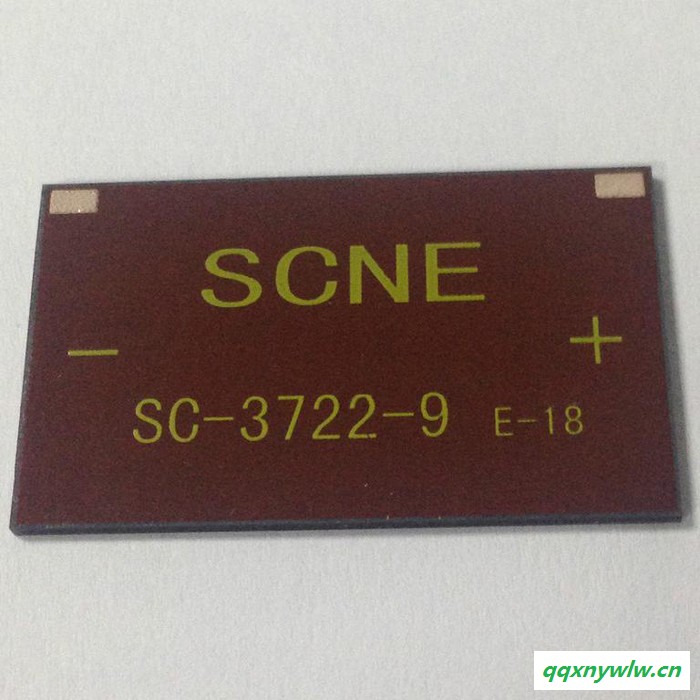 SCNE
− +
SC-3722-9 E-18
qqxnywlw.cn